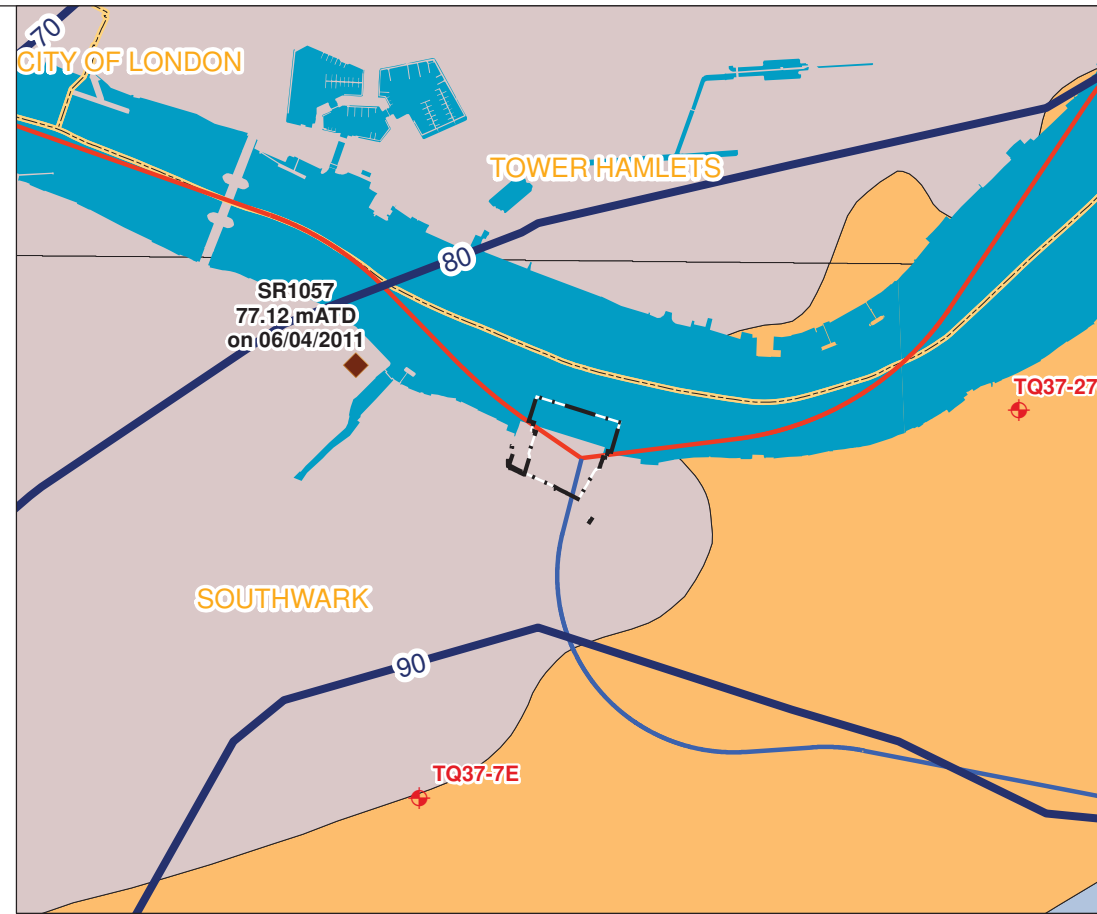 70
CITY OF LONDON
TOWER HAMLETS
80
SR1057
77.12 mATD
on 06/04/2011
TQ37-27
SOUTHWARK
90
TQ37-7E